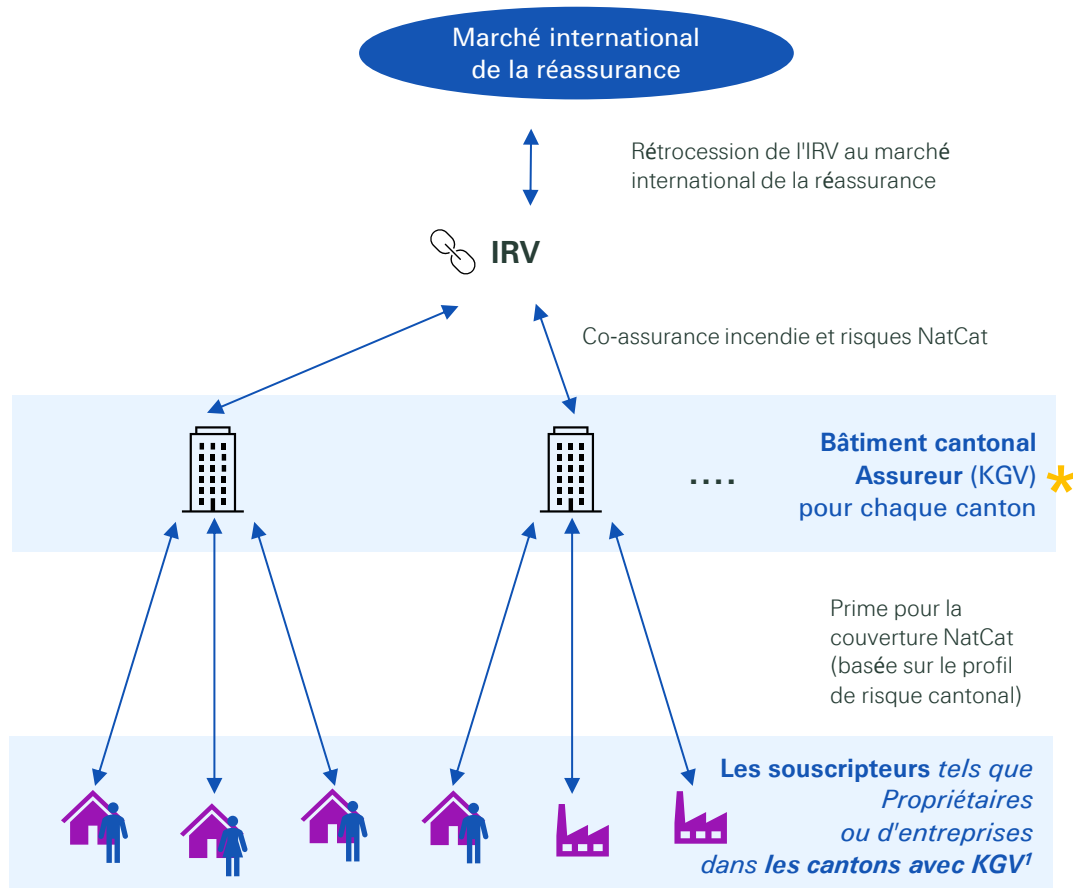 Marché international
de la réassurance
Rétrocession de l'IRV au marché
international de la réassurance
IRV
Co-assurance incendie et risques NatCat
Bâtiment cantonal
Assureur (KGV)
pour chaque canton
*
....
Prime pour la
couverture NatCat
(basée sur le profil
de risque cantonal)
Les souscripteurs tels que
Propriétaires
ou d'entreprises
dans les cantons avec KGV¹